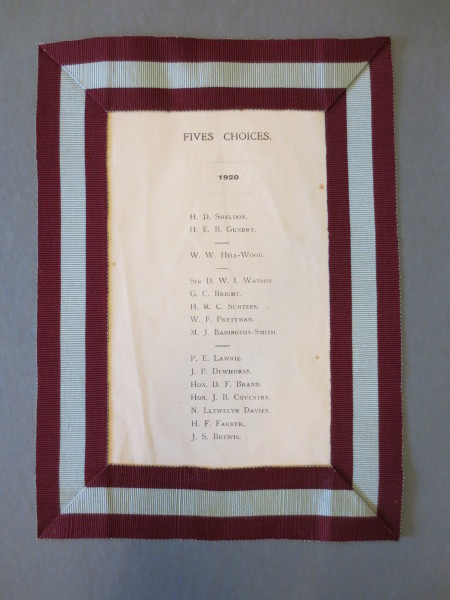 FIVES CHOICES.
1920
H. D. Sheldon.
H. E. B. Gundry.
W. W. Hill-Wood.
Sir D. W. I. Watson.
G. C. Bright.
H. R. C. Surtees.
W. F. Pretyman.
M. J. Babington-Smith.
P. E. Lawrie.
J. P. Dewhurst.
Hon. D. F. Brand.
Hon. J. B. Coventry.
N. Llewelyn Davies.
H. F. Farrer.
J. S. Brewis.